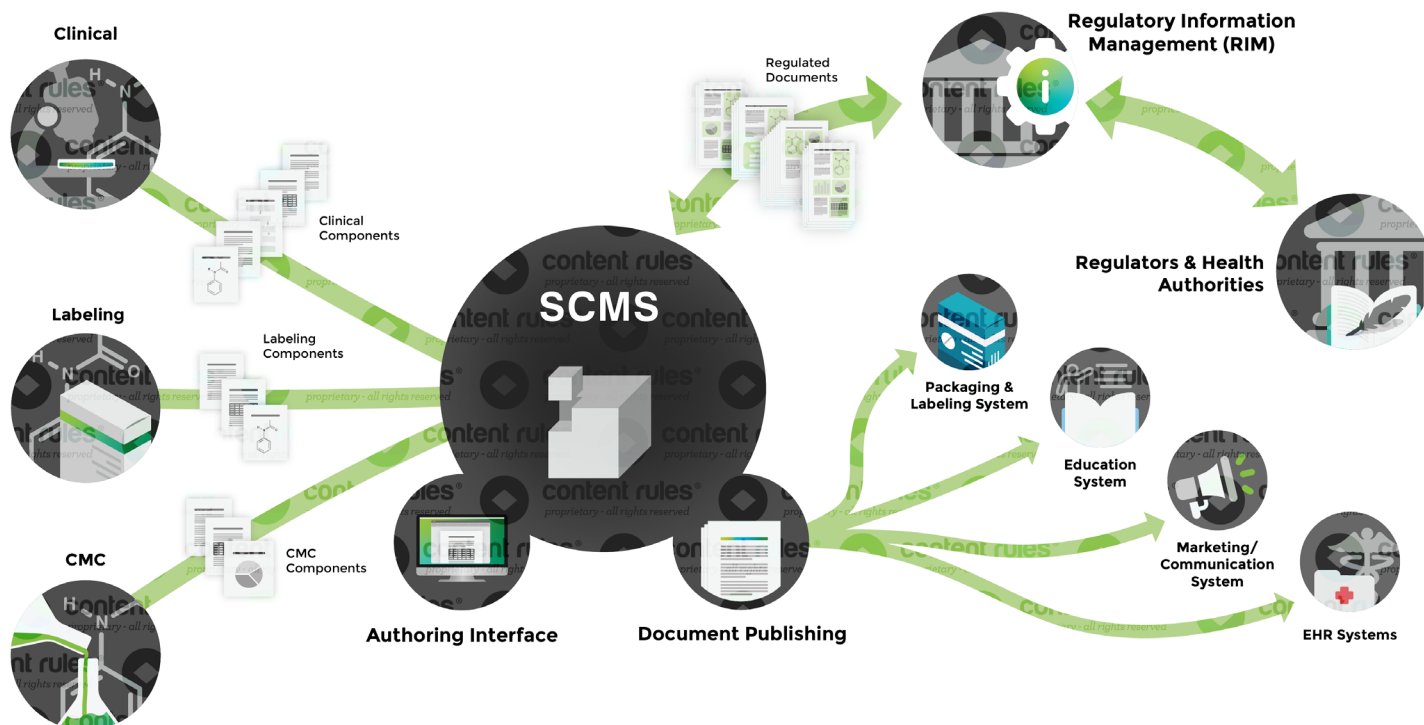 Clinical
Regulatory Information
Management (RIM)
Regulated
Documents
Clinical
Components
Regulators & Health
Authorities
SCMS
Labeling
Labeling
Components
Packaging &
Labeling System
Education
System
Marketing/
Communication
System
CMC
CMC
Components
EHR Systems
Authoring Interface
Document Publishing
content rules®
proprietary - all rights reserved